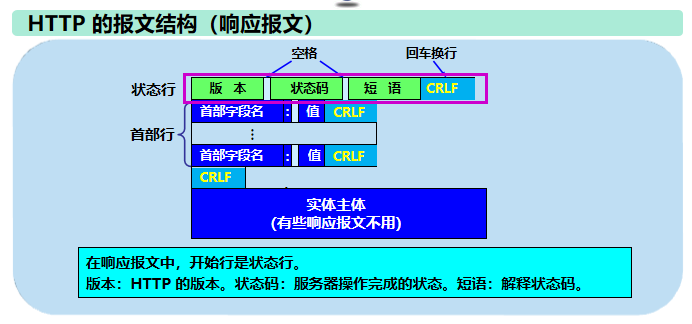 HTTP 的报文结构（响应报文）
空格 回车换行
状态行 版 本 状态码 短 语 CRLF
首部字段名 : 值 CRLF
首部行 ⋮
首部字段名 : 值 CRLF
CRLF
实体主体
(有些响应报文不用)
在响应报文中，开始行是状态行。
版本：HTTP 的版本。状态码：服务器操作完成的状态。短语：解释状态码。